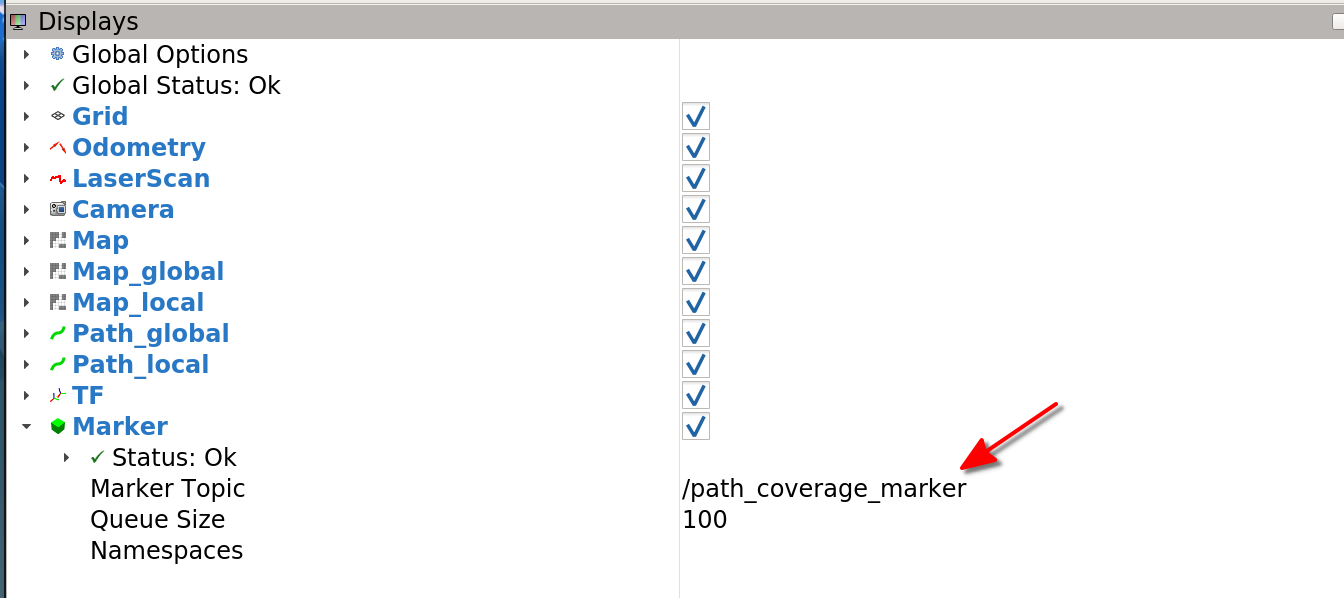 Displays
Global Options
Global Status: Ok
Grid
Odometry
LaserScan
Camera
Map
Map_global
Map_local
Path_global
Path_local
TF
Marker
Status: Ok
Marker Topic /path_coverage_marker
Queue Size 100
Namespaces